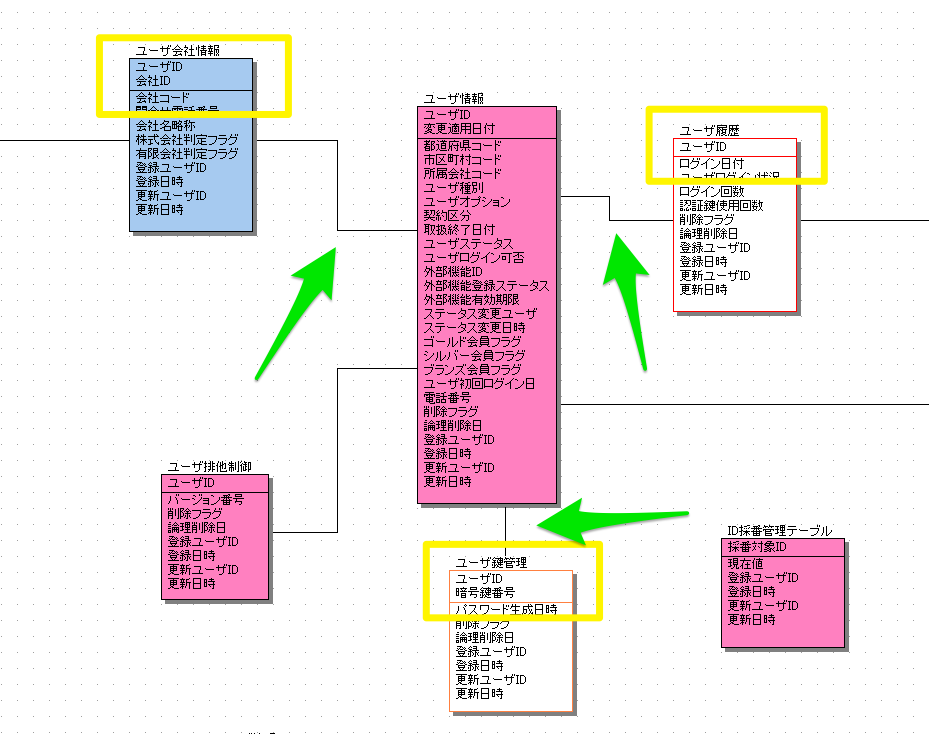 ユーザ会社情報
ユーザID
会社ID
会社コード
会社名略称
株式会社判定フラグ
有限会社判定フラグ
登録ユーザID
登録日時
更新ユーザID
更新日時
ユーザ情報
ユーザID
変更適用日付
都道府県コード
市区町村コード
所属会社コード
ユーザ種別
ユーザオプション
契約区分
取扱終了日付
ユーザステータス
ユーザログイン可否
外部機能ID
外部機能登録ステータス
外部機能有効期限
ステータス変更ユーザ
ステータス変更日時
ゴールド会員フラグ
シルバー会員フラグ
ブランズ会員フラグ
ユーザ初回ログイン日
電話番号
削除フラグ
論理削除日
登録ユーザID
登録日時
更新ユーザID
更新日時
ユーザ履歴
ユーザID
ログイン日付
ユーザログイン状況
ログイン回数
認証鍵使用回数
削除フラグ
論理削除日
登録ユーザID
登録日時
更新ユーザID
更新日時
ユーザ排他制御
ユーザID
バージョン番号
削除フラグ
論理削除日
登録ユーザID
登録日時
更新ユーザID
更新日時
ユーザ鍵管理
ユーザID
暗号鍵番号
パスワード生成日時
削除フラグ
論理削除日
登録ユーザID
登録日時
更新ユーザID
更新日時
ID採番管理テーブル
採番対象ID
現在値
登録ユーザID
登録日時
更新ユーザID
更新日時